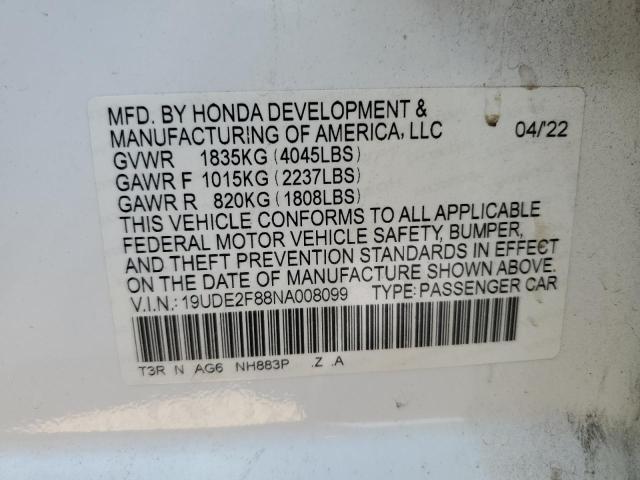 MFD. BY HONDA DEVELOPMENT &
MANUFACTURING OF AMERICA, LLC 04/'22
GVWR 1835KG (4045LBS)
GAWR F 1015KG (2237LBS)
GAWR R 820KG (1808LBS)
THIS VEHICLE CONFORMS TO ALL APPLICABLE
FEDERAL MOTOR VEHICLE SAFETY, BUMPER,
AND THEFT PREVENTION STANDARDS IN EFFECT
ON THE DATE OF MANUFACTURE SHOWN ABOVE.
V.I.N.: 19UDE2F88NA008099 TYPE: PASSENGER CAR
T3R N AG6 NH883P .Z .A